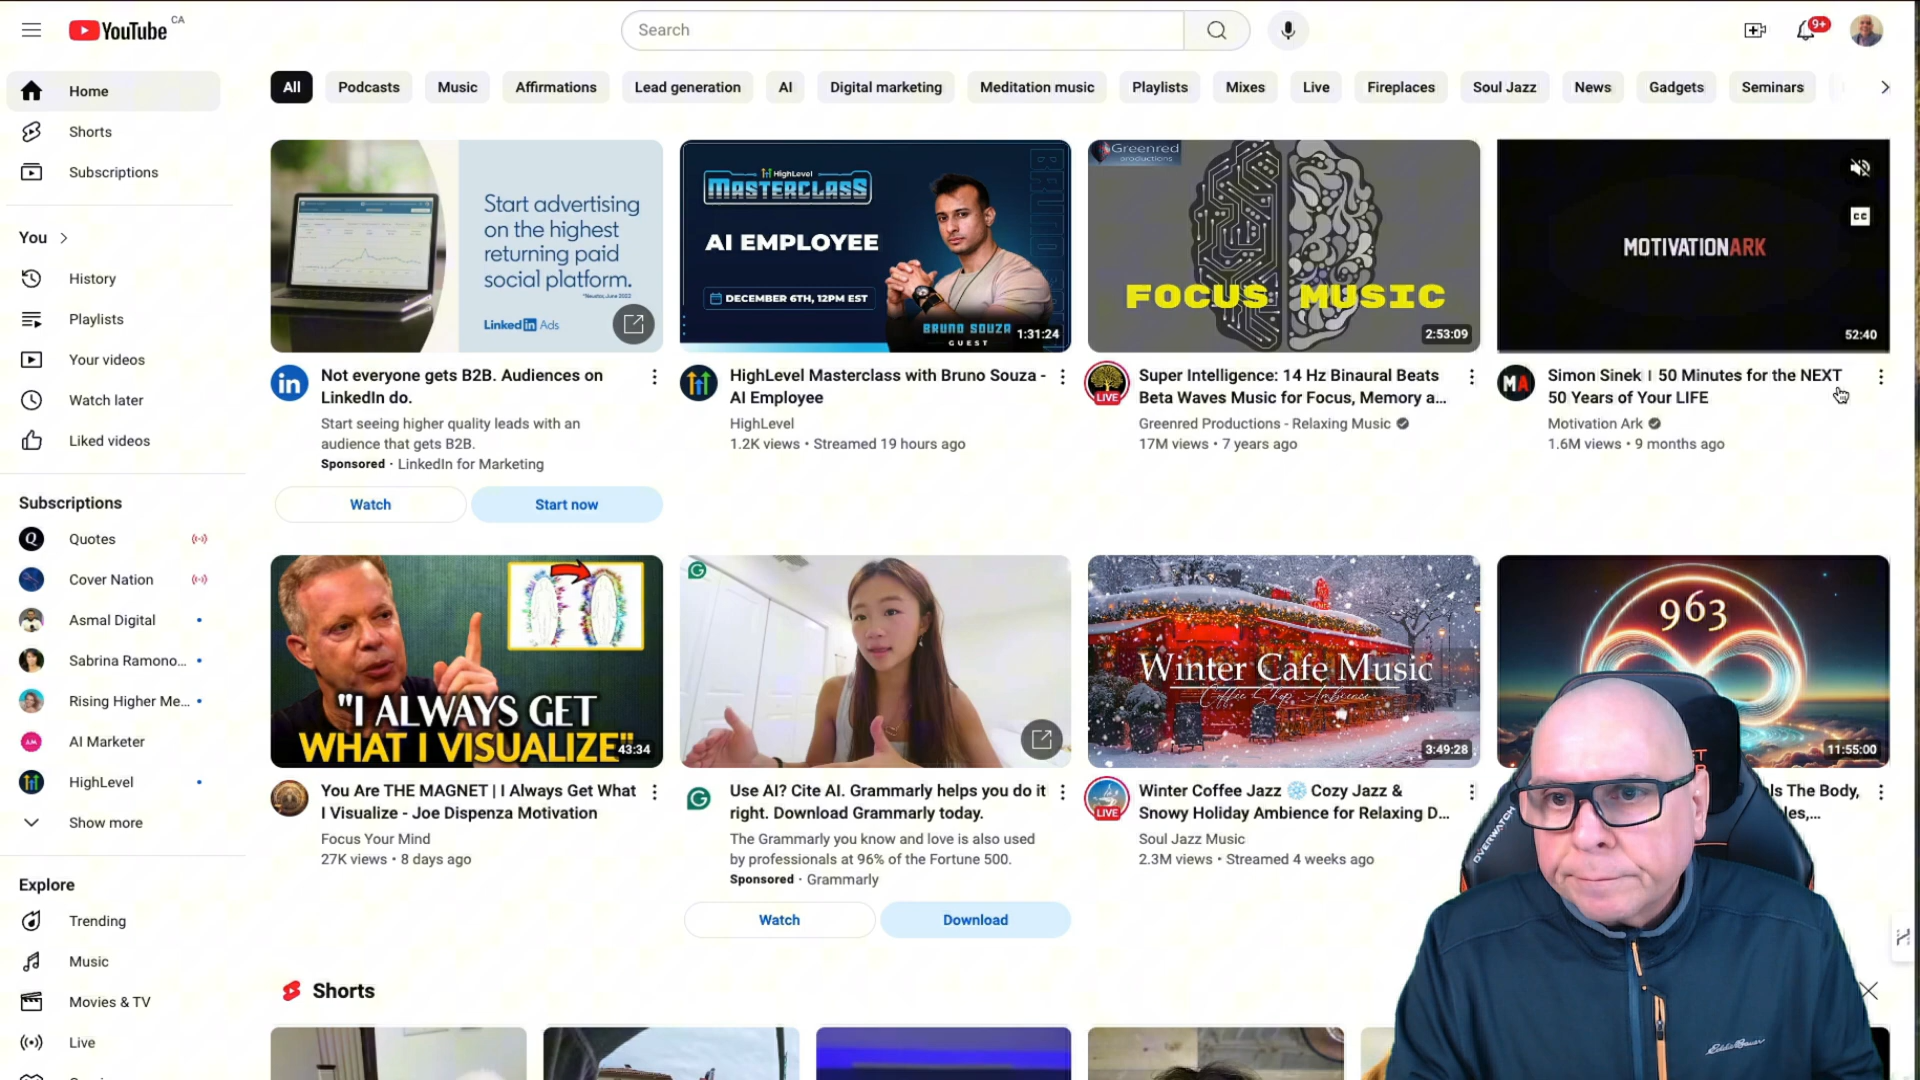 YouTube CA
Search
9+
Home
Shorts
Subscriptions
You
History
Playlists
Your videos
Watch later
Liked videos
Subscriptions
Quotes
Cover Nation
Asmal Digital
Sabrina Ramono...
Rising Higher Me...
AI Marketer
HighLevel
Show more
Explore
Trending
Music
Movies & TV
Live
All
Podcasts
Music
Affirmations
Lead generation
AI
Digital marketing
Meditation music
Playlists
Mixes
Live
Fireplaces
Soul Jazz
News
Gadgets
Seminars
Start advertising
on the highest
returning paid
social platform.
LinkedIn Ads
in
Not everyone gets B2B. Audiences on
LinkedIn do.
Start seeing higher quality leads with an
audience that gets B2B.
Sponsored · LinkedIn for Marketing
Watch
Start now
HighLevel
MASTERCLASS
AI EMPLOYEE
DECEMBER 6TH, 12PM EST
BRUNO SOUZA
GUEST
1:31:24
HighLevel Masterclass with Bruno Souza -
AI Employee
HighLevel
1.2K views • Streamed 19 hours ago
Greenred
productions
FOCUS MUSIC
2:53:09
LIVE
Super Intelligence: 14 Hz Binaural Beats
Beta Waves Music for Focus, Memory a...
Greenred Productions - Relaxing Music
17M views • 7 years ago
CC
MOTIVATIONARK
52:40
MA
Simon Sinek | 50 Minutes for the NEXT
50 Years of Your LIFE
Motivation Ark
1.6M views • 9 months ago
"I ALWAYS GET
WHAT I VISUALIZE"
43:34
You Are THE MAGNET | I Always Get What
I Visualize - Joe Dispenza Motivation
Focus Your Mind
27K views • 8 days ago
Use AI? Cite AI. Grammarly helps you do it
right. Download Grammarly today.
The Grammarly you know and love is also used
by professionals at 96% of the Fortune 500.
Sponsored · Grammarly
Watch
Download
Winter Cafe Music
Coffee Shop Ambience
3:49:28
LIVE
Winter Coffee Jazz ❄️ Cozy Jazz &
Snowy Holiday Ambience for Relaxing D...
Soul Jazz Music
2.3M views • Streamed 4 weeks ago
963
11:55:00
ls The Body,
les,...
OVERWATCH
Eddie Bauer
Shorts